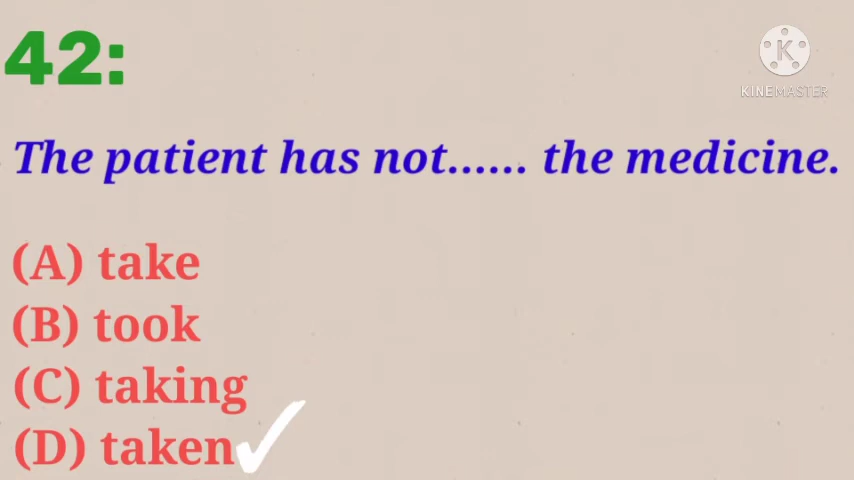 42:
KINEMASTER
The patient has not...... the medicine.
(A) take
(B) took
(C) taking
(D) taken